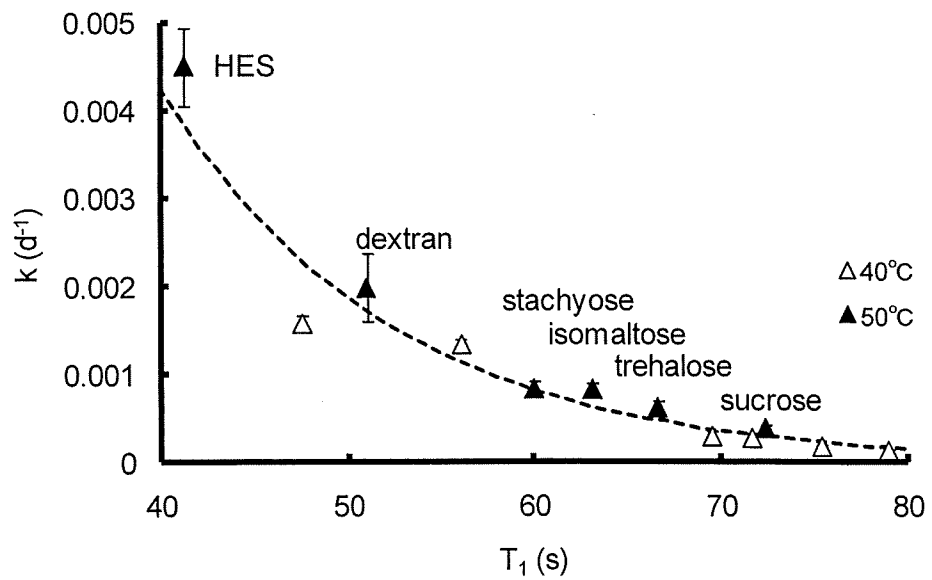 0.005
0.004
0.003
0.002
0.001
0
k (d⁻¹)
HES
dextran
stachyose
isomaltose
trehalose
sucrose
△ 40°C
▲ 50°C
40 50 60 70 80
T₁ (s)